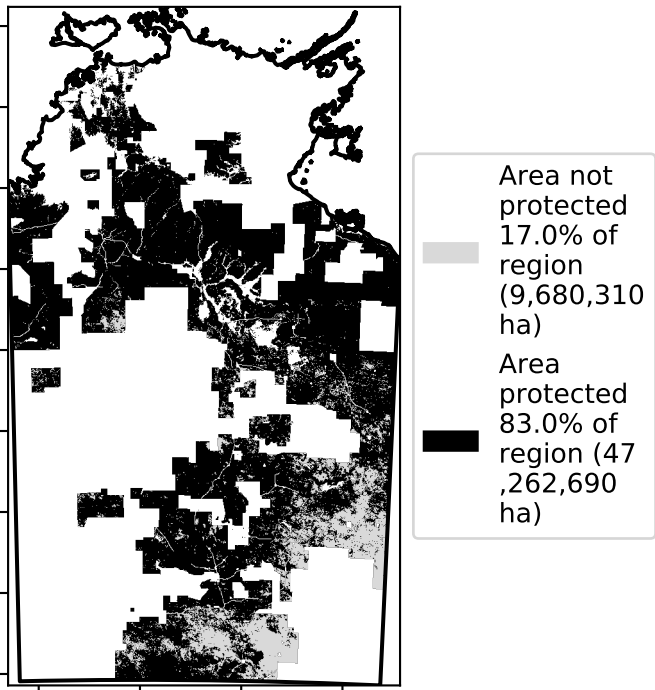 Area not
protected
17.0% of
region
(9,680,310
ha)
Area
protected
83.0% of
region (47
,262,690
ha)